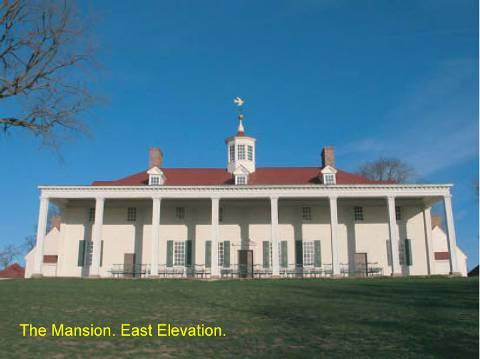 The Mansion. East Elevation.